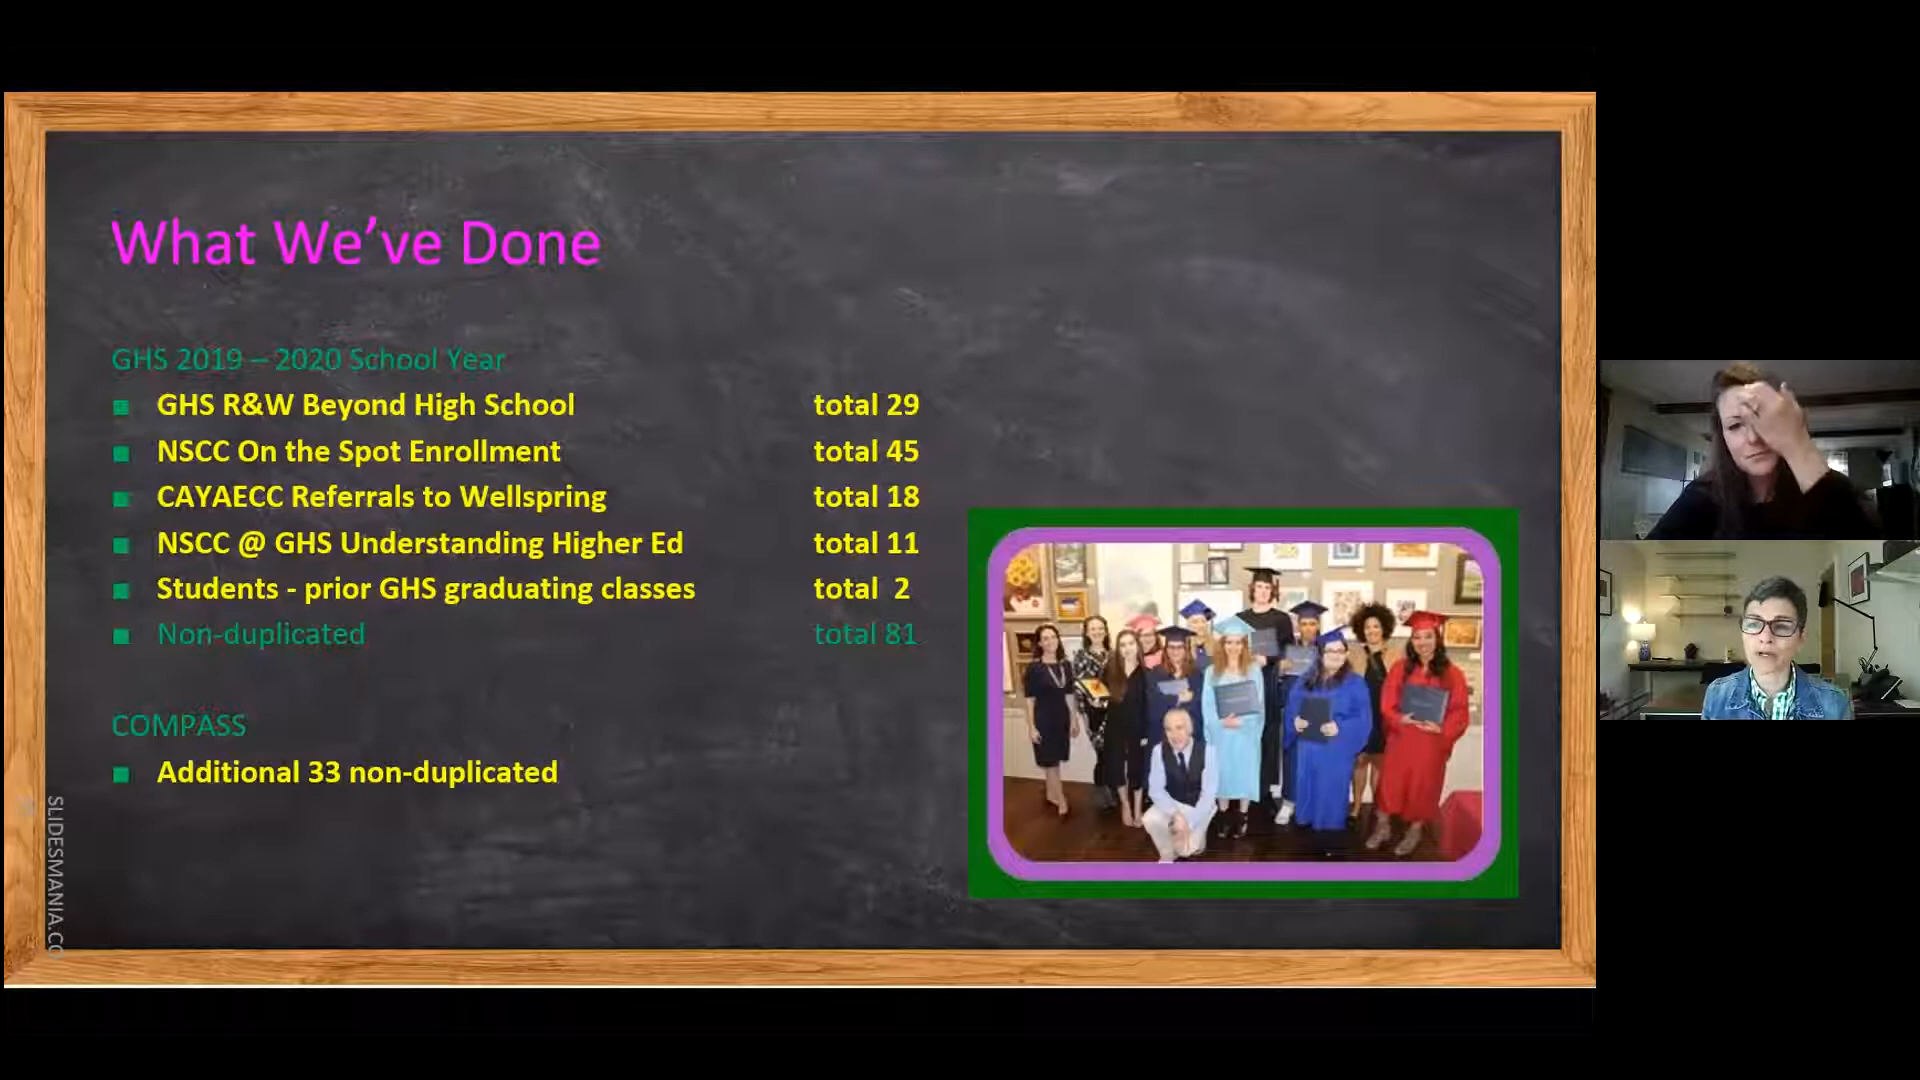 What We’ve Done
GHS 2019 – 2020 School Year
GHS R&W Beyond High School total 29
NSCC On the Spot Enrollment total 45
CAYAECC Referrals to Wellspring total 18
NSCC @ GHS Understanding Higher Ed total 11
Students - prior GHS graduating classes total 2
Non-duplicated total 81
COMPASS
Additional 33 non-duplicated
SLIDESMANIA.CO